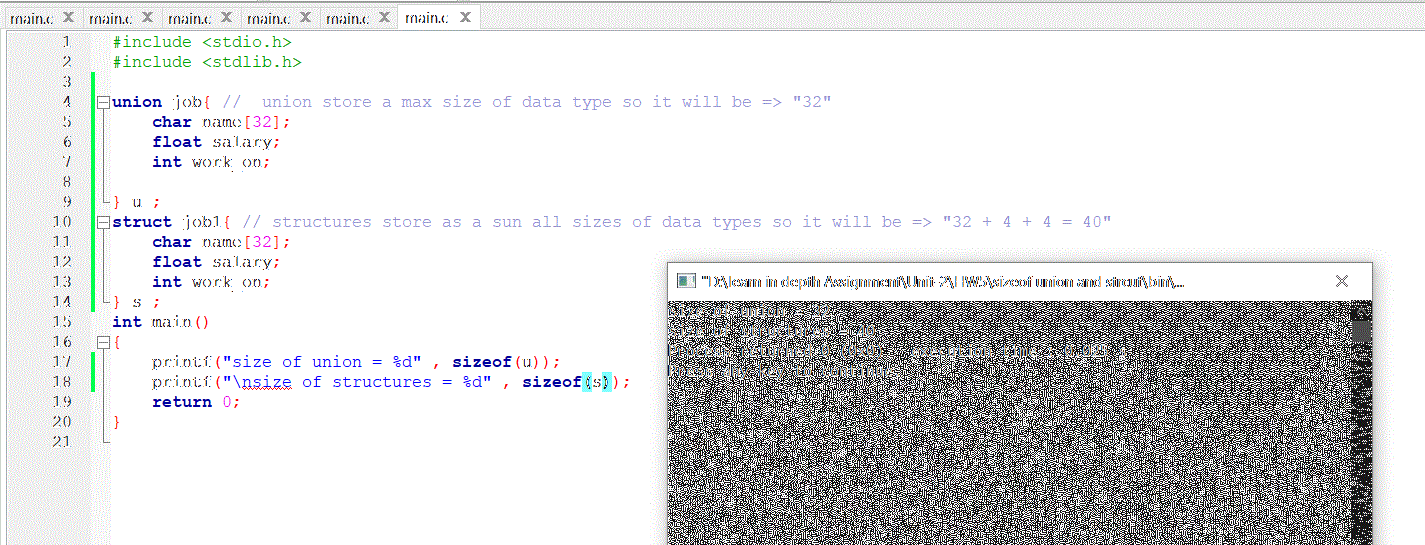 main.c main.c main.c main.c main.c main.c
1 #include <stdio.h>
2 #include <stdlib.h>
3
4 union job{ // union store a max size of data type so it will be => "32"
5 char name[32];
6 float salary;
7 int work_on;
8
9 } u ;
10 struct job1{ // structures store as a sun all sizes of data types so it will be => "32 + 4 + 4 = 40"
11 char name[32];
12 float salary;
13 int work_on;
14 } s ;
15 int main()
16 {
17 printf("size of union = %d" , sizeof(u));
18 printf("\nsize of structures = %d" , sizeof(s));
19 return 0;
20 }
21
"D:\learn in depth Assignment\Unit-2\HW5\sizeof union and strcut\bin\...